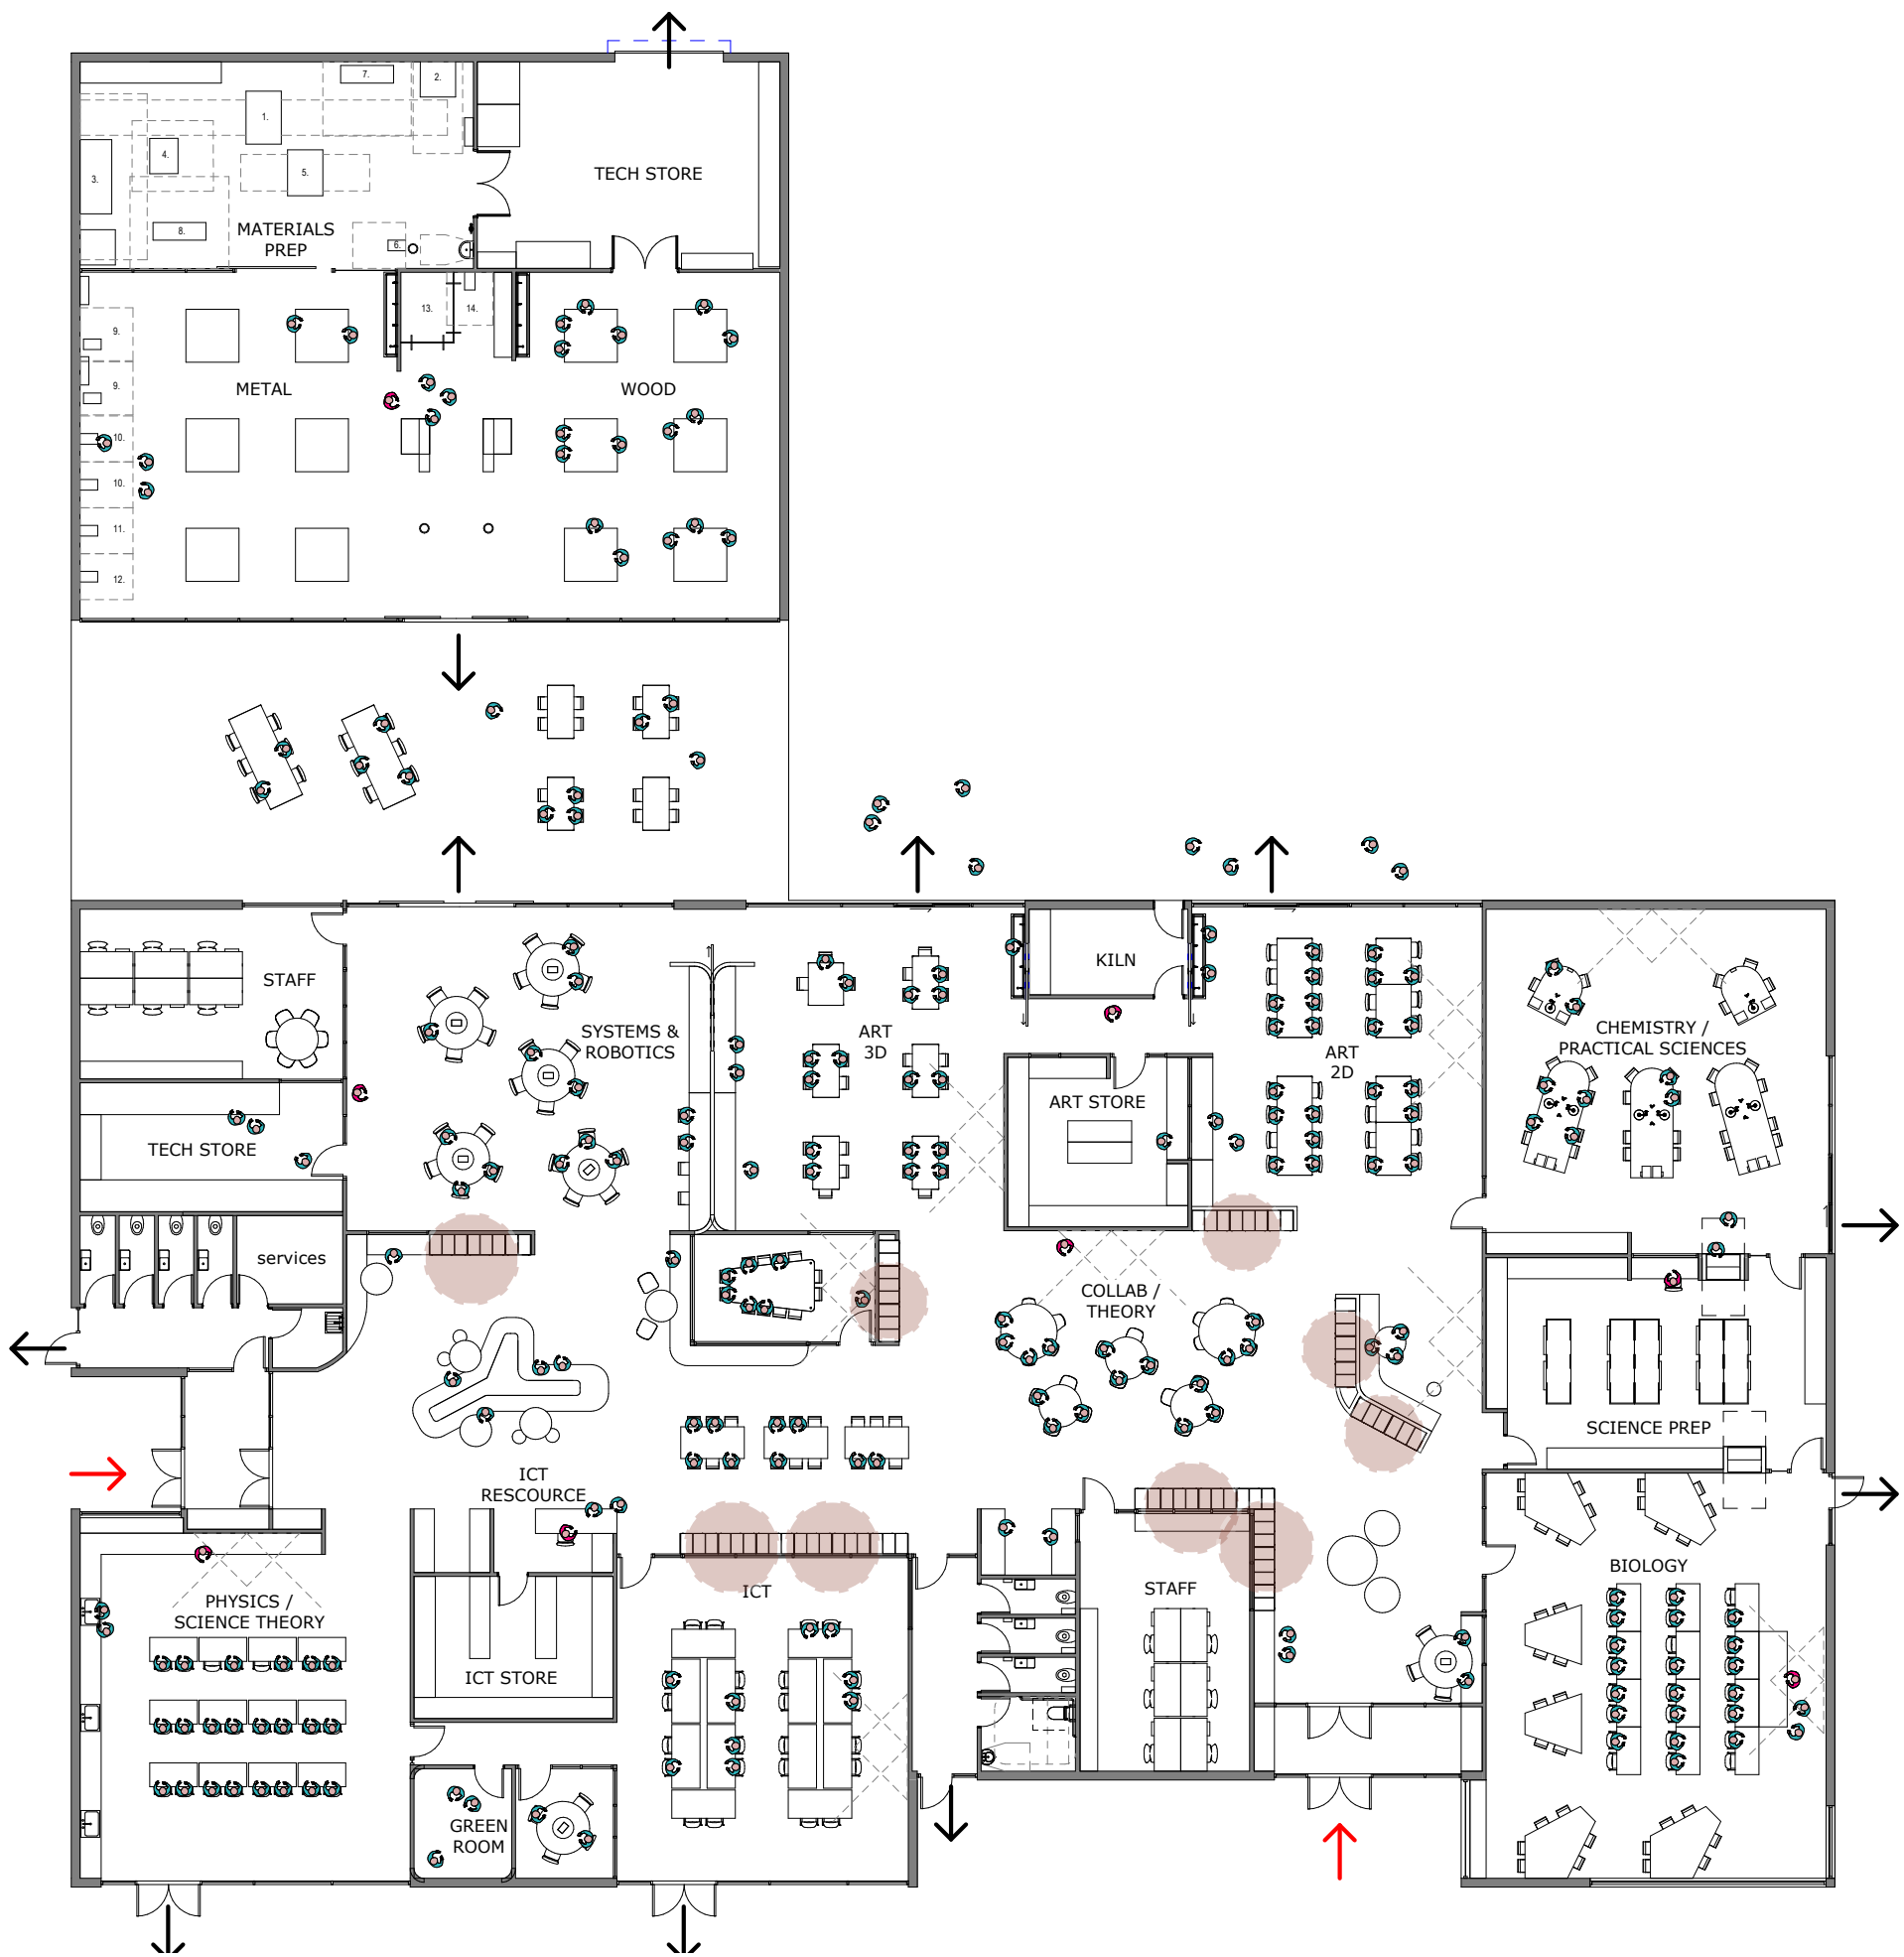 7.
2.
1.
4.
5.
3.
8.
6.
TECH STORE
MATERIALS
PREP
13.
14.
9.
9.
10.
10.
11.
12.
METAL
WOOD
STAFF
SYSTEMS &
ROBOTICS
ART
3D
KILN
ART
2D
CHEMISTRY /
PRACTICAL SCIENCES
TECH STORE
ART STORE
services
COLLAB /
THEORY
SCIENCE PREP
ICT
RESCOURCE
PHYSICS /
SCIENCE THEORY
ICT STORE
ICT
STAFF
BIOLOGY
GREEN
ROOM